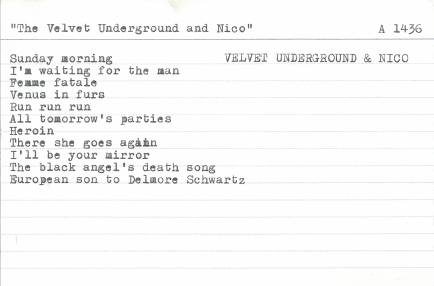 "The Velvet Underground and Nico" A 1436
Sunday morning VELVET UNDERGROUND & NICO
I'm waiting for the man
Femme fatale
Venus in furs
Run run run
All tomorrow's parties
Heroin
There she goes again
I'll be your mirror
The black angel's death song
European son to Delmore Schwartz